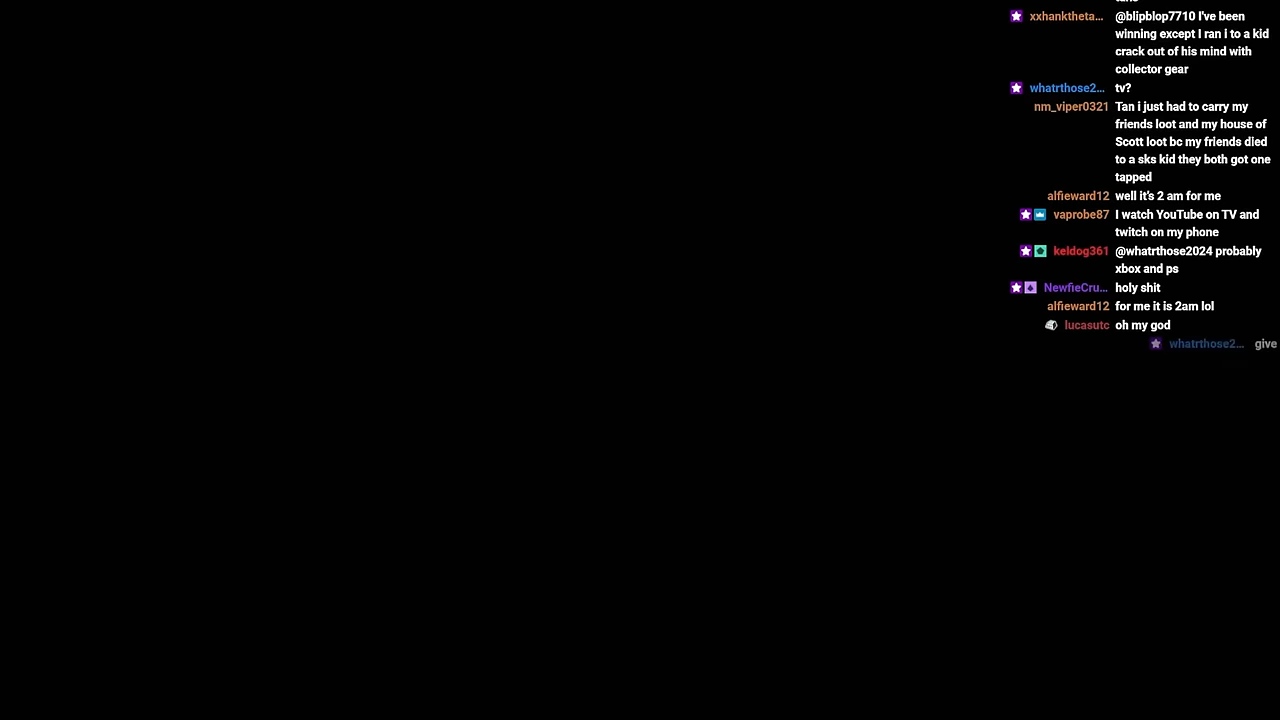 xxhanktheta... @blipblop7710 I've been
winning except I ran i to a kid
crack out of his mind with
collector gear
whatrthose2... tv?
nm_viper0321 Tan i just had to carry my
friends loot and my house of
Scott loot bc my friends died
to a sks kid they both got one
tapped
alfieward12 well it's 2 am for me
vaprobe87 I watch YouTube on TV and
twitch on my phone
keldog361 @whatrthose2024 probably
xbox and ps
NewfieCru... holy shit
alfieward12 for me it is 2am lol
lucasutc oh my god
whatrthose2... give